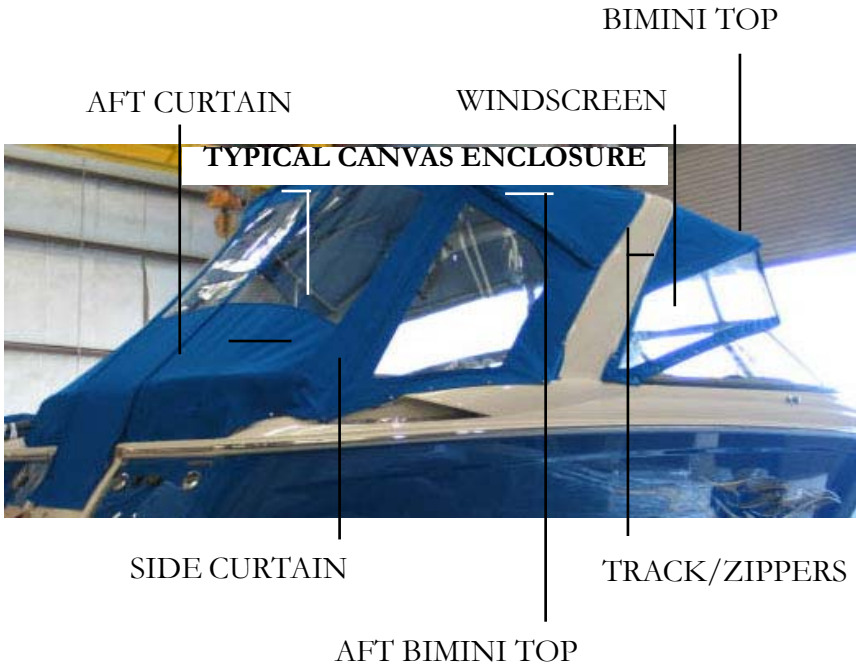 BIMINI TOP
AFT CURTAIN
WINDSCREEN
TYPICAL CANVAS ENCLOSURE
SIDE CURTAIN
TRACK/ZIPPERS
AFT BIMINI TOP